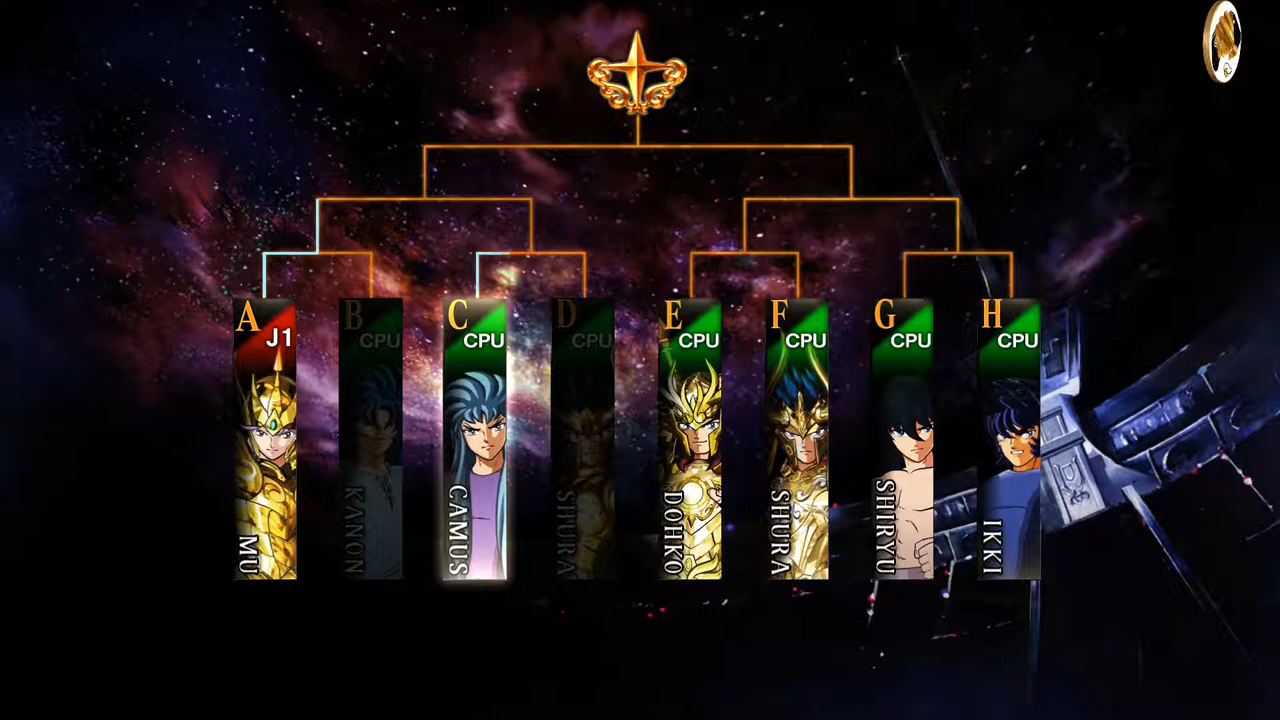 A
J1
MU
B
CPU
KANON
C
CPU
CAMUS
D
CPU
SHURA
E
CPU
DOHKO
F
CPU
SHURA
G
CPU
SHIRYU
H
CPU
IKKI